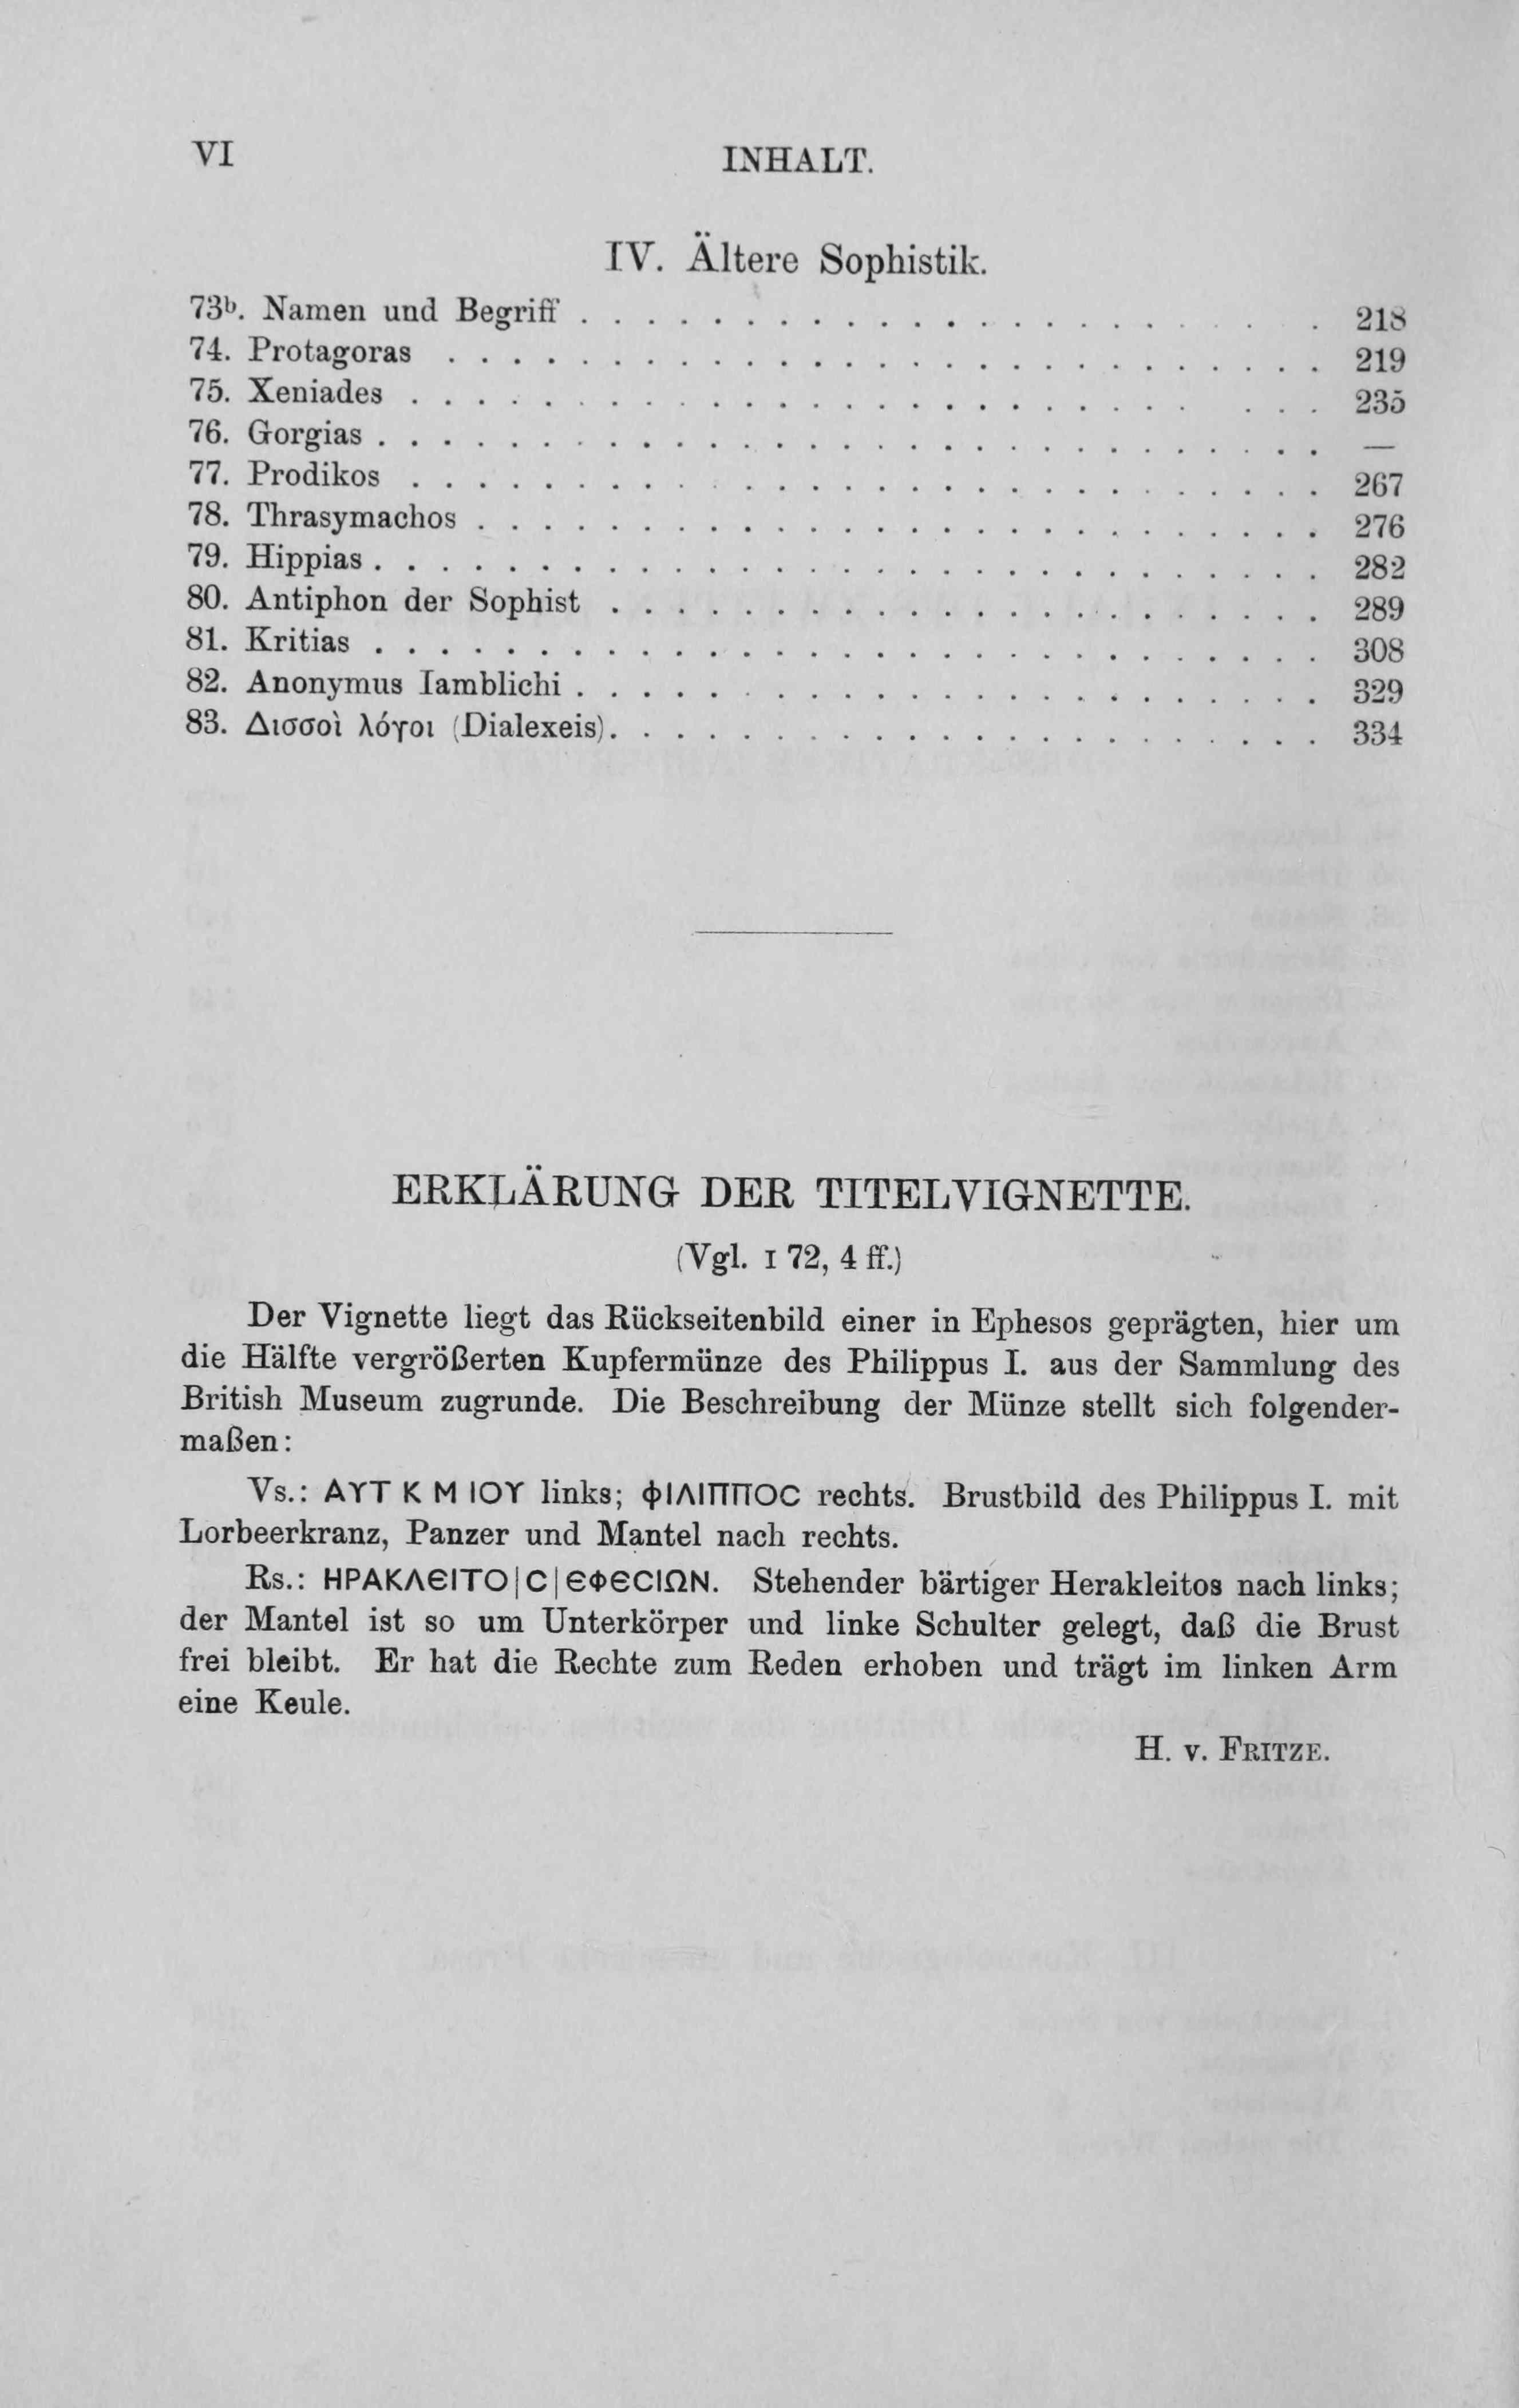 VI INHALT.
IV. Ältere Sophistik.
73ᵇ. Namen und Begriff . . . . . . . . . . . . . . . . . . . . . . 218
74. Protagoras . . . . . . . . . . . . . . . . . . . . . . . . . . . 219
75. Xeniades . . . . . . . . . . . . . . . . . . . . . . . . . . . 235
76. Gorgias . . . . . . . . . . . . . . . . . . . . . . . . . . . . —
77. Prodikos . . . . . . . . . . . . . . . . . . . . . . . . . . . . 267
78. Thrasymachos . . . . . . . . . . . . . . . . . . . . . . . . . . 276
79. Hippias . . . . . . . . . . . . . . . . . . . . . . . . . . . . . 282
80. Antiphon der Sophist . . . . . . . . . . . . . . . . . . . . . . 289
81. Kritias . . . . . . . . . . . . . . . . . . . . . . . . . . . . . 308
82. Anonymus Iamblichi . . . . . . . . . . . . . . . . . . . . . . . 329
83. Δισσοὶ λόγοι (Dialexeis) . . . . . . . . . . . . . . . . . . . . . . 334
ERKLÄRUNG DER TITELVIGNETTE.
(Vgl. I 72, 4 ff.)
Der Vignette liegt das Rückseitenbild einer in Ephesos geprägten, hier um
die Hälfte vergrößerten Kupfermünze des Philippus I. aus der Sammlung des
British Museum zugrunde. Die Beschreibung der Münze stellt sich folgender-
maßen:
Vs.: ΑΥΤ Κ Μ ΙΟΥ links; ΦΙΛΙΠΠΟC rechts. Brustbild des Philippus I. mit
Lorbeerkranz, Panzer und Mantel nach rechts.
Rs.: ΗΡΑΚΛЄΙΤΟ|C|ЄΦЄCΙΩΝ. Stehender bärtiger Herakleitos nach links;
der Mantel ist so um Unterkörper und linke Schulter gelegt, daß die Brust
frei bleibt. Er hat die Rechte zum Reden erhoben und trägt im linken Arm
eine Keule.
H. v. FRITZE.